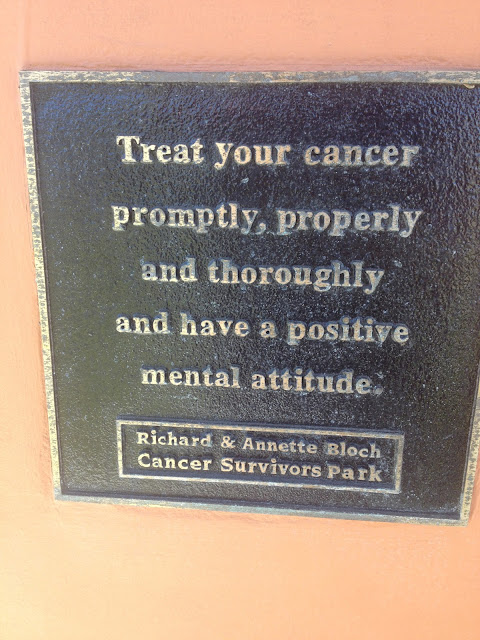 Treat your cancer
promptly, properly
and thoroughly
and have a positive
mental attitude.
Richard & Annette Bloch
Cancer Survivors Park